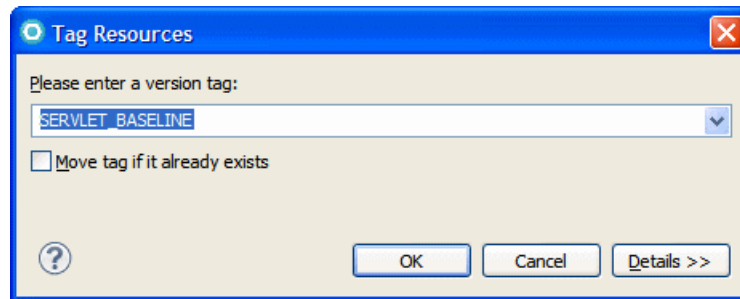 Tag Resources
Please enter a version tag:
SERVLET_BASELINE
Move tag if it already exists
?
OK Cancel Details >>